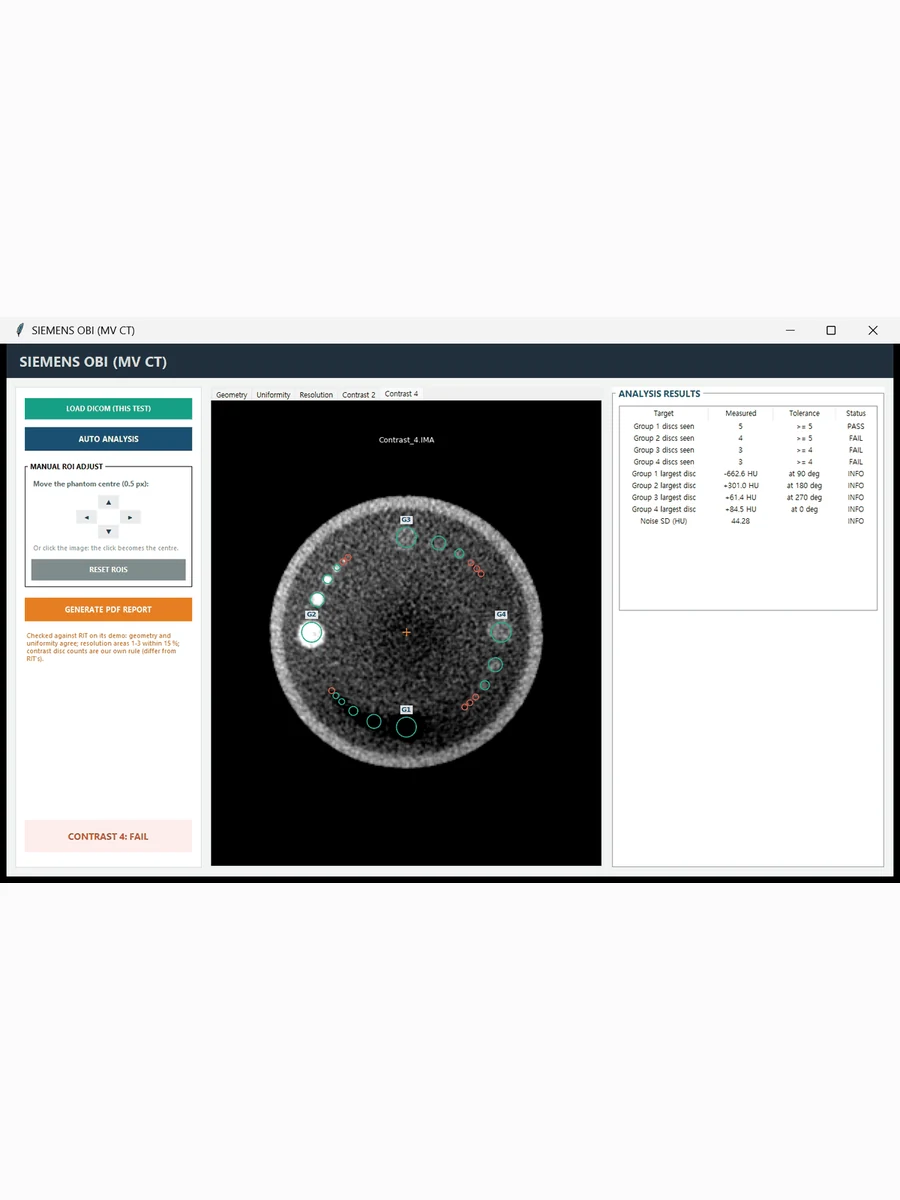 SIEMENS OBI (MV CT)
SIEMENS OBI (MV CT)
LOAD DICOM (THIS TEST)
AUTO ANALYSIS
MANUAL ROI ADJUST
Move the phantom centre (0.5 px):
▲
◄ ►
▼
Or click the image: the click becomes the centre.
RESET ROIS
GENERATE PDF REPORT
Checked against RIT on its demo: geometry and
uniformity agree; resolution areas 1-3 within 15 %;
contrast disc counts are our own rule (differ from
RIT's).
CONTRAST 4: FAIL
Geometry Uniformity Resolution Contrast 2 Contrast 4
Contrast_4.IMA
G3
G2
G4
G1
ANALYSIS RESULTS
Target Measured Tolerance Status
Group 1 discs seen 5 >= 5 PASS
Group 2 discs seen 4 >= 5 FAIL
Group 3 discs seen 3 >= 4 FAIL
Group 4 discs seen 3 >= 4 FAIL
Group 1 largest disc -662.6 HU at 90 deg INFO
Group 2 largest disc +301.0 HU at 180 deg INFO
Group 3 largest disc +61.4 HU at 270 deg INFO
Group 4 largest disc +84.5 HU at 0 deg INFO
Noise SD (HU) 44.28 INFO